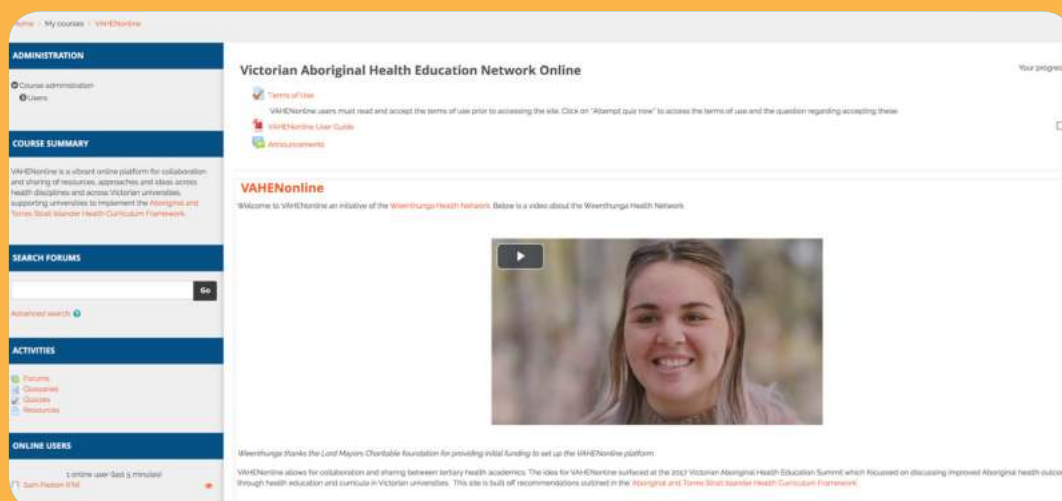 Home › My courses › VAHENonline
ADMINISTRATION
Course administration
Users
COURSE SUMMARY
VAHENonline is a vibrant online platform for collaboration
and sharing of resources, approaches and ideas across
health disciplines and across Victorian universities,
supporting universities to implement the Aboriginal and
Torres Strait Islander Health Curriculum Framework.
SEARCH FORUMS
Go
Advanced search
ACTIVITIES
Forums
Glossaries
Quizzes
Resources
ONLINE USERS
1 online user (last 5 minutes)
Sam Paxton (FM)
Victorian Aboriginal Health Education Network Online
Your progres
Terms of Use
VAHENonline users must read and accept the terms of use prior to accessing the site. Click on "Attempt quiz now" to access the terms of use and the question regarding accepting these.
VAHENonline User Guide
Announcements
VAHENonline
Welcome to VAHENonline an initiative of the Weenthunga Health Network. Below is a video about the Weenthunga Health Network
Weenthunga thanks the Lord Mayors Charitable Foundation for providing initial funding to set up the VAHENonline platform.
VAHENonline allows for collaboration and sharing between tertiary health academics. The idea for VAHENonline surfaced at the 2017 Victorian Aboriginal Health Education Summit which focussed on discussing improved Aboriginal health outco
through health education and curricula in Victorian universities. This site is built off recommendations outlined in the Aboriginal and Torres Strait Islander Health Curriculum Framework.